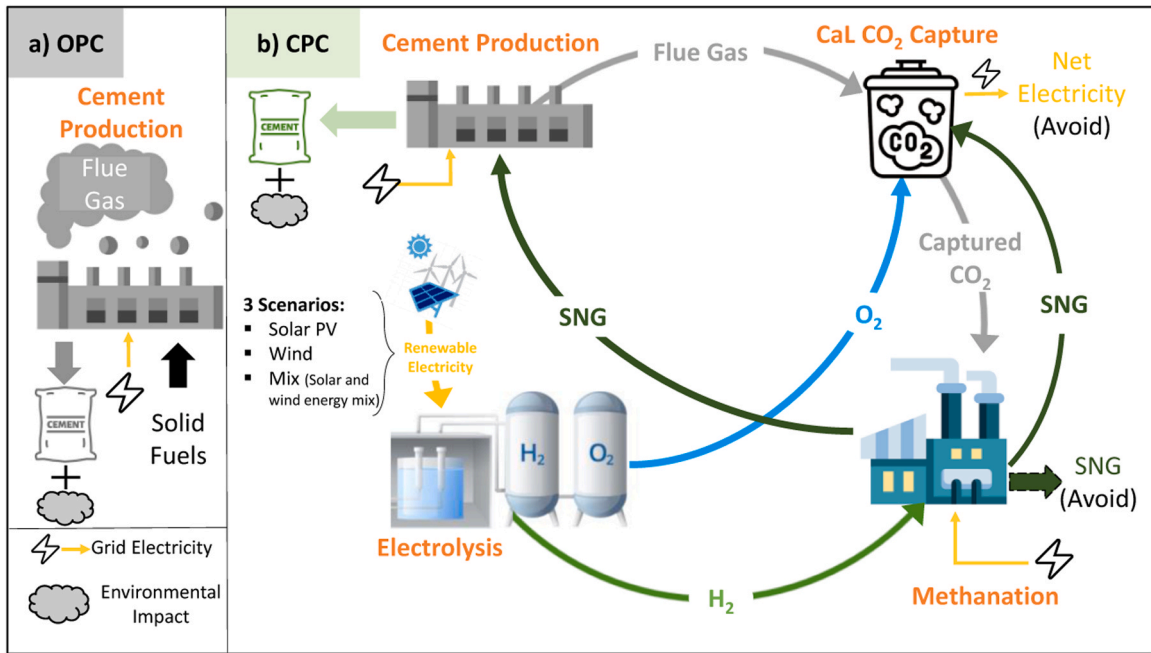 a) OPC
Cement
Production
Flue
Gas
CEMENT
Solid
Fuels
Grid Electricity
Environmental
Impact
b) CPC
Cement Production
Flue Gas
CaL CO₂ Capture
CO₂
Net
Electricity
(Avoid)
CEMENT
Captured
CO₂
3 Scenarios:
▪ Solar PV
▪ Wind
▪ Mix (Solar and
wind energy mix)
Renewable
Electricity
SNG
O₂
SNG
H₂
O₂
SNG
(Avoid)
Electrolysis
H₂
Methanation